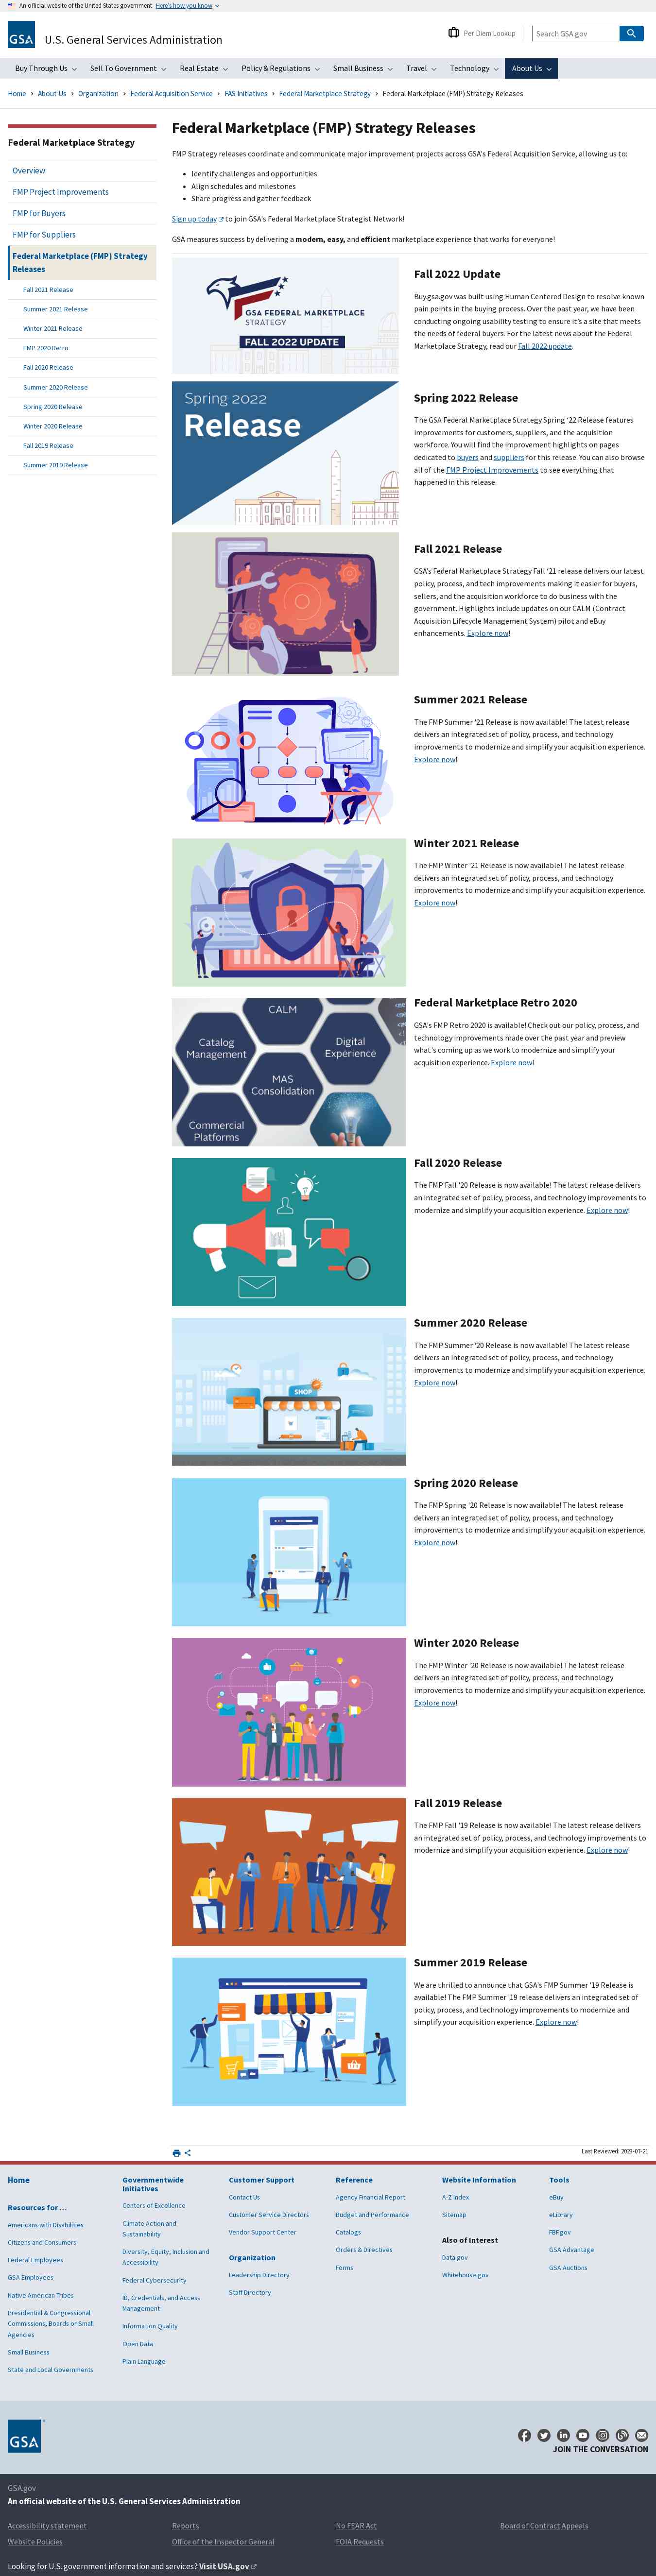 An official website of the United States government Here's how you know
GSA
U.S. General Services Administration
Per Diem Lookup
Search GSA.gov
Buy Through Us
Sell To Government
Real Estate
Policy & Regulations
Small Business
Travel
Technology
About Us
Home > About Us > Organization > Federal Acquisition Service > FAS Initiatives > Federal Marketplace Strategy > Federal Marketplace (FMP) Strategy Releases
Federal Marketplace Strategy
Overview
FMP Project Improvements
FMP for Buyers
FMP for Suppliers
Federal Marketplace (FMP) Strategy
Releases
Fall 2021 Release
Summer 2021 Release
Winter 2021 Release
FMP 2020 Retro
Fall 2020 Release
Summer 2020 Release
Spring 2020 Release
Winter 2020 Release
Fall 2019 Release
Summer 2019 Release
Federal Marketplace (FMP) Strategy Releases
FMP Strategy releases coordinate and communicate major improvement projects across GSA's Federal Acquisition Service, allowing us to:
Identify challenges and opportunities
Align schedules and milestones
Share progress and gather feedback
Sign up today to join GSA's Federal Marketplace Strategist Network!
GSA measures success by delivering a modern, easy, and efficient marketplace experience that works for everyone!
GSA FEDERAL MARKETPLACE
STRATEGY
FALL 2022 UPDATE
Fall 2022 Update
Buy.gsa.gov was built using Human Centered Design to resolve known
pain points in the buying process. Over the past year, we have been
conducting ongoing usability testing to ensure it's a site that meets
the needs of federal buyers. For the latest news about the Federal
Marketplace Strategy, read our Fall 2022 update.
Spring 2022
Release
Spring 2022 Release
The GSA Federal Marketplace Strategy Spring '22 Release features
improvements for customers, suppliers, and the acquisition
workforce. You will find the improvement highlights on pages
dedicated to buyers and suppliers for this release. You can also browse
all of the FMP Project Improvements to see everything that
happened in this release.
Fall 2021 Release
GSA's Federal Marketplace Strategy Fall '21 release delivers our latest
policy, process, and tech improvements making it easier for buyers,
sellers, and the acquisition workforce to do business with the
government. Highlights include updates on our CALM (Contract
Acquisition Lifecycle Management System) pilot and eBuy
enhancements. Explore now!
Summer 2021 Release
The FMP Summer '21 Release is now available! The latest release
delivers an integrated set of policy, process, and technology
improvements to modernize and simplify your acquisition experience.
Explore now!
Winter 2021 Release
The FMP Winter '21 Release is now available! The latest release
delivers an integrated set of policy, process, and technology
improvements to modernize and simplify your acquisition experience.
Explore now!
CALM
Catalog
Management
Digital
Experience
MAS
Consolidation
Commercial
Platforms
Federal Marketplace Retro 2020
GSA's FMP Retro 2020 is available! Check out our policy, process, and
technology improvements made over the past year and preview
what's coming up as we work to modernize and simplify your
acquisition experience. Explore now!
Fall 2020 Release
The FMP Fall '20 Release is now available! The latest release delivers
an integrated set of policy, process, and technology improvements to
modernize and simplify your acquisition experience. Explore now!
SHOP
Summer 2020 Release
The FMP Summer '20 Release is now available! The latest release
delivers an integrated set of policy, process, and technology
improvements to modernize and simplify your acquisition experience.
Explore now!
Spring 2020 Release
The FMP Spring '20 Release is now available! The latest release
delivers an integrated set of policy, process, and technology
improvements to modernize and simplify your acquisition experience.
Explore now!
Winter 2020 Release
The FMP Winter '20 Release is now available! The latest release
delivers an integrated set of policy, process, and technology
improvements to modernize and simplify your acquisition experience.
Explore now!
Fall 2019 Release
The FMP Fall '19 Release is now available! The latest release delivers
an integrated set of policy, process, and technology improvements to
modernize and simplify your acquisition experience. Explore now!
Summer 2019 Release
We are thrilled to announce that GSA's FMP Summer '19 Release is
available! The FMP Summer '19 release delivers an integrated set of
policy, process, and technology improvements to modernize and
simplify your acquisition experience. Explore now!
Last Reviewed: 2023-07-21
Home
Resources for …
Americans with Disabilities
Citizens and Consumers
Federal Employees
GSA Employees
Native American Tribes
Presidential & Congressional
Commissions, Boards or Small
Agencies
Small Business
State and Local Governments
Governmentwide
Initiatives
Centers of Excellence
Climate Action and
Sustainability
Diversity, Equity, Inclusion and
Accessibility
Federal Cybersecurity
ID, Credentials, and Access
Management
Information Quality
Open Data
Plain Language
Customer Support
Contact Us
Customer Service Directors
Vendor Support Center
Organization
Leadership Directory
Staff Directory
Reference
Agency Financial Report
Budget and Performance
Catalogs
Orders & Directives
Forms
Website Information
A-Z Index
Sitemap
Also of Interest
Data.gov
Whitehouse.gov
Tools
eBuy
eLibrary
FBF.gov
GSA Advantage
GSA Auctions
GSA
JOIN THE CONVERSATION
GSA.gov
An official website of the U.S. General Services Administration
Accessibility statement
Reports
No FEAR Act
Board of Contract Appeals
Website Policies
Office of the Inspector General
FOIA Requests
Looking for U.S. government information and services? Visit USA.gov